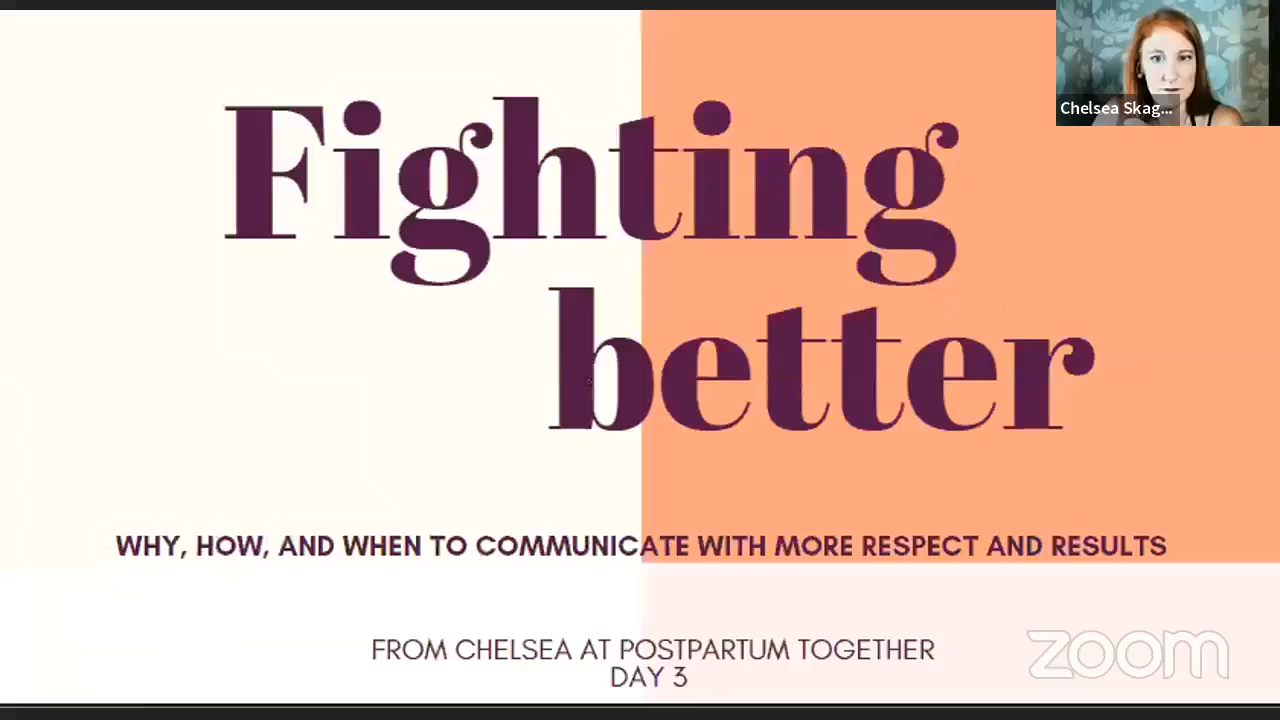 Chelsea Skag...
Fighting
better
WHY, HOW, AND WHEN TO COMMUNICATE WITH MORE RESPECT AND RESULTS
FROM CHELSEA AT POSTPARTUM TOGETHER
DAY 3
zoom